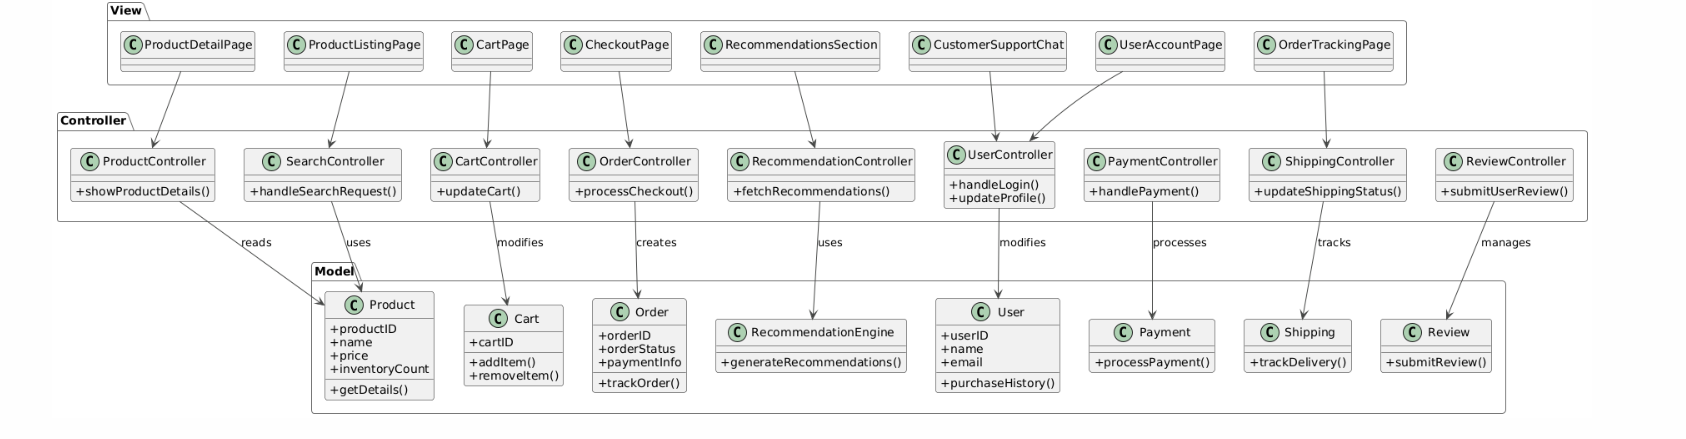 View
C ProductDetailPage
C ProductListingPage
C CartPage
C CheckoutPage
C RecommendationsSection
C CustomerSupportChat
C UserAccountPage
C OrderTrackingPage
Controller
C ProductController
+showProductDetails()
C SearchController
+handleSearchRequest()
C CartController
+updateCart()
C OrderController
+processCheckout()
C RecommendationController
+fetchRecommendations()
C UserController
+handleLogin()
+updateProfile()
C PaymentController
+handlePayment()
C ShippingController
+updateShippingStatus()
C ReviewController
+submitUserReview()
reads
uses
modifies
creates
uses
modifies
processes
tracks
manages
Model
C Product
+productID
+name
+price
+inventoryCount
+getDetails()
C Cart
+cartID
+addItem()
+removeItem()
C Order
+orderID
+orderStatus
+paymentInfo
+trackOrder()
C RecommendationEngine
+generateRecommendations()
C User
+userID
+name
+email
+purchaseHistory()
C Payment
+processPayment()
C Shipping
+trackDelivery()
C Review
+submitReview()